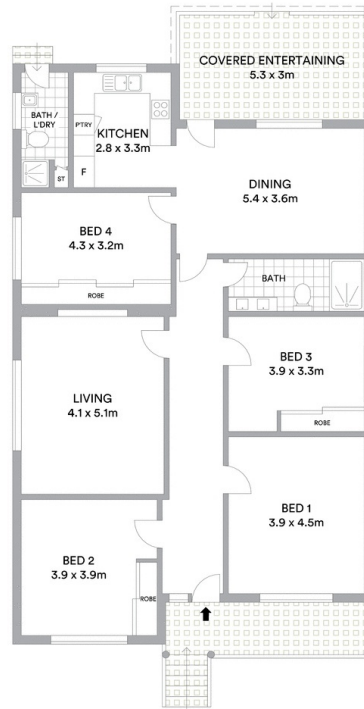 COVERED ENTERTAINING
5.3 x 3m
BATH /
L'DRY
PTRY
KITCHEN
2.8 x 3.3m
F
ST
DINING
5.4 x 3.6m
BED 4
4.3 x 3.2m
ROBE
BATH
LIVING
4.1 x 5.1m
BED 3
3.9 x 3.3m
ROBE
BED 1
3.9 x 4.5m
BED 2
3.9 x 3.9m
ROBE